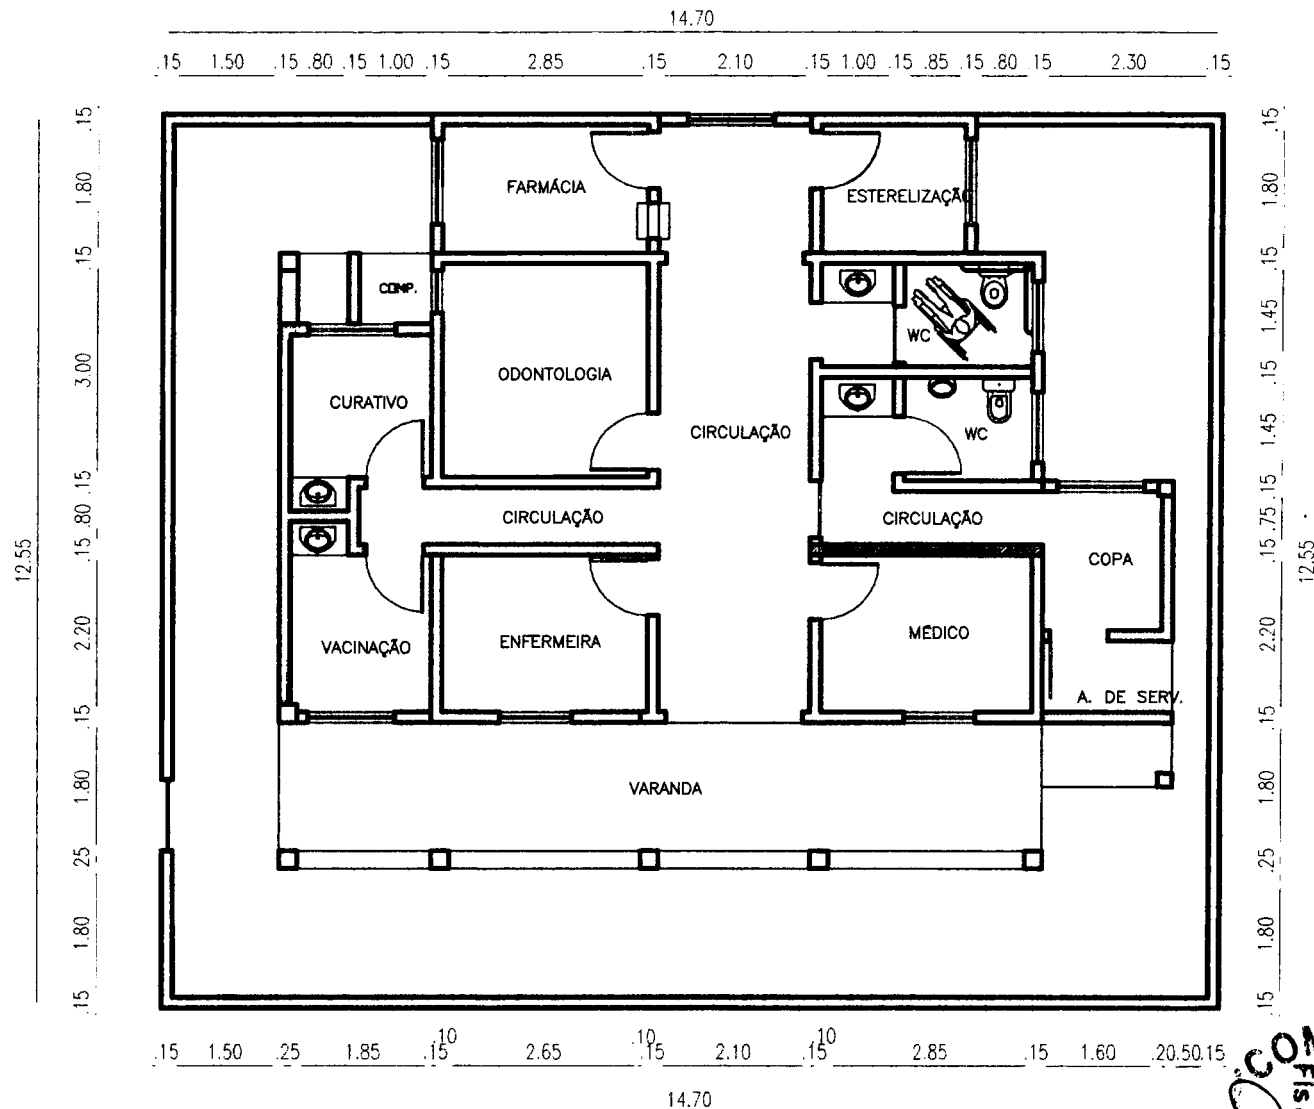 14.70
.15 1.50 .15 .80 .15 1.00 .15 2.85 .15 2.10 .15 1.00 .15 .85 .15 .80 .15 2.30 .15
.15 1.80 .15 3.00 .15 .80 .15 2.20 .15 1.80 .25 1.80 .15
12.55
FARMÁCIA
ESTERELIZAÇÃO
COMP.
WC
ODONTOLOGIA
CURATIVO
CIRCULAÇÃO
WC
CIRCULAÇÃO
CIRCULAÇÃO
COPA
VACINAÇÃO
ENFERMEIRA
MÉDICO
A. DE SERV.
VARANDA
.15 1.80 .15 1.45 .15 1.45 .15 .75 .15 2.20 .15 1.80 .25 1.80 .15
12.55
.10 .10 .10
.15 1.50 .25 1.85 .15 2.65 .15 2.10 .15 2.85 .15 1.60 .20 .50 .15
14.70